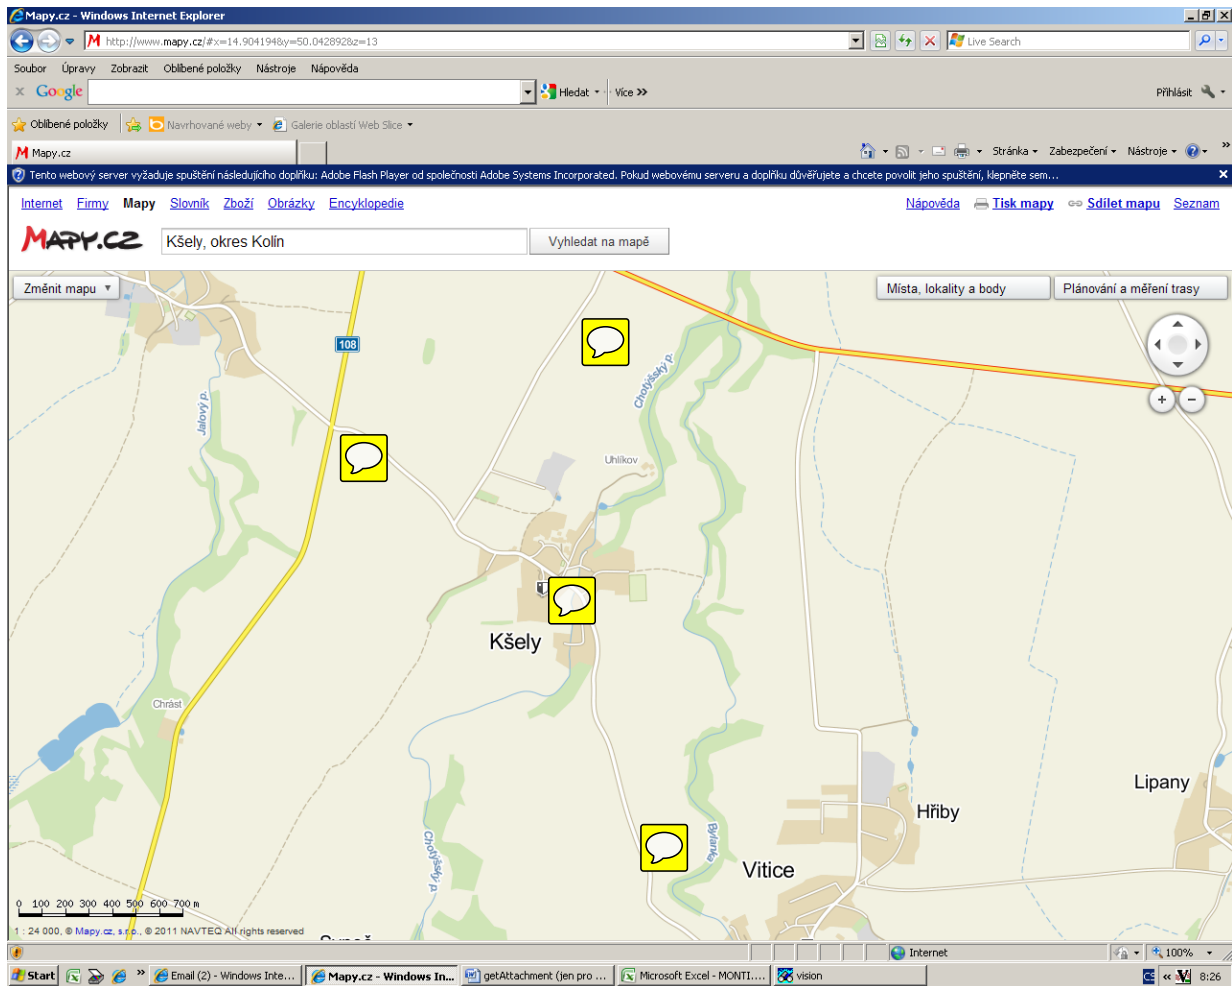 Mapy.cz - Windows Internet Explorer
http://www.mapy.cz/#x=14.904194&y=50.042892&z=13
Live Search
Soubor Úpravy Zobrazit Oblíbené položky Nástroje Nápověda
x Google Hledat Více >>
Přihlásit
Oblíbené položky Navrhované weby Galerie oblastí Web Slice
Mapy.cz
Stránka Zabezpečení Nástroje
Tento webový server vyžaduje spuštění následujícího doplňku: Adobe Flash Player od společnosti Adobe Systems Incorporated. Pokud webovému serveru a doplňku důvěřujete a chcete povolit jeho spuštění, klepněte sem...
Internet Firmy Mapy Slovník Zboží Obrázky Encyklopedie
Nápověda Tisk mapy Sdílet mapu Seznam
MAPY.CZ
Kšely, okres Kolín
Vyhledat na mapě
Změnit mapu
Místa, lokality a body
Plánování a měření trasy
108
Chotýšský p.
Jalový p.
Uhlíkov
Kšely
Chrást
Lipany
Hřiby
Bylanka
Chotýšský p.
Vitice
0 100 200 300 400 500 600 700 m
1 : 24 000, © Mapy.cz, s.r.o., © 2011 NAVTEQ All rights reserved
Internet
100%
Start
Email (2) - Windows Inte...
Mapy.cz - Windows In...
getAttachment (jen pro ...
Microsoft Excel - MONTI....
vision
CS
8:26